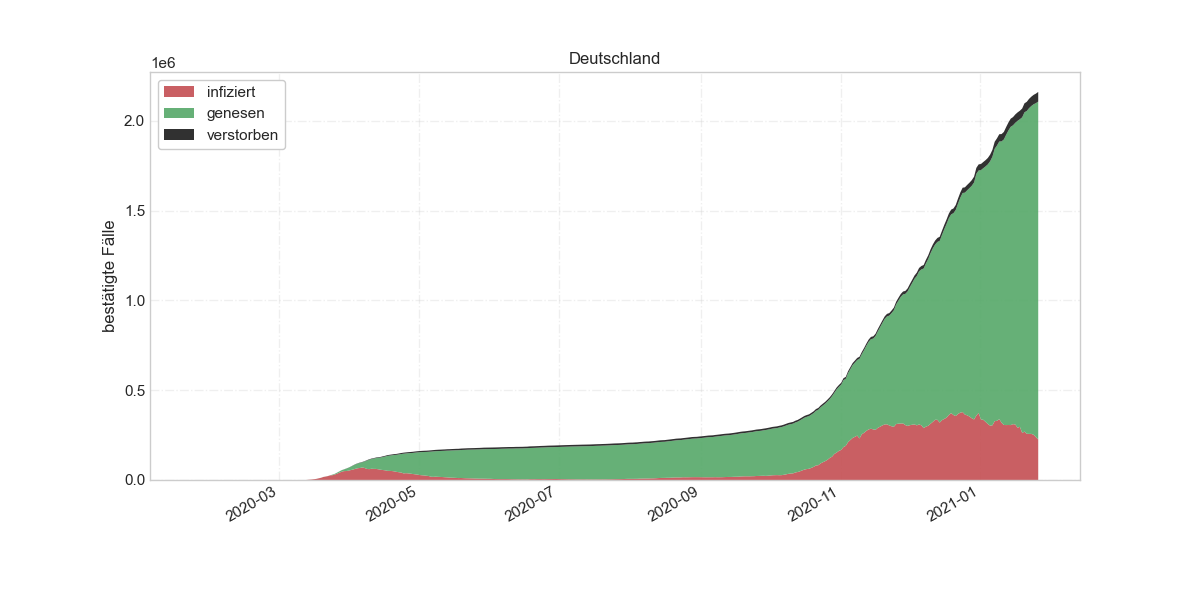 Deutschland
1e6
infiziert
genesen
verstorben
bestätigte Fälle
2.0
1.5
1.0
0.5
0.0
2020-03
2020-05
2020-07
2020-09
2020-11
2021-01